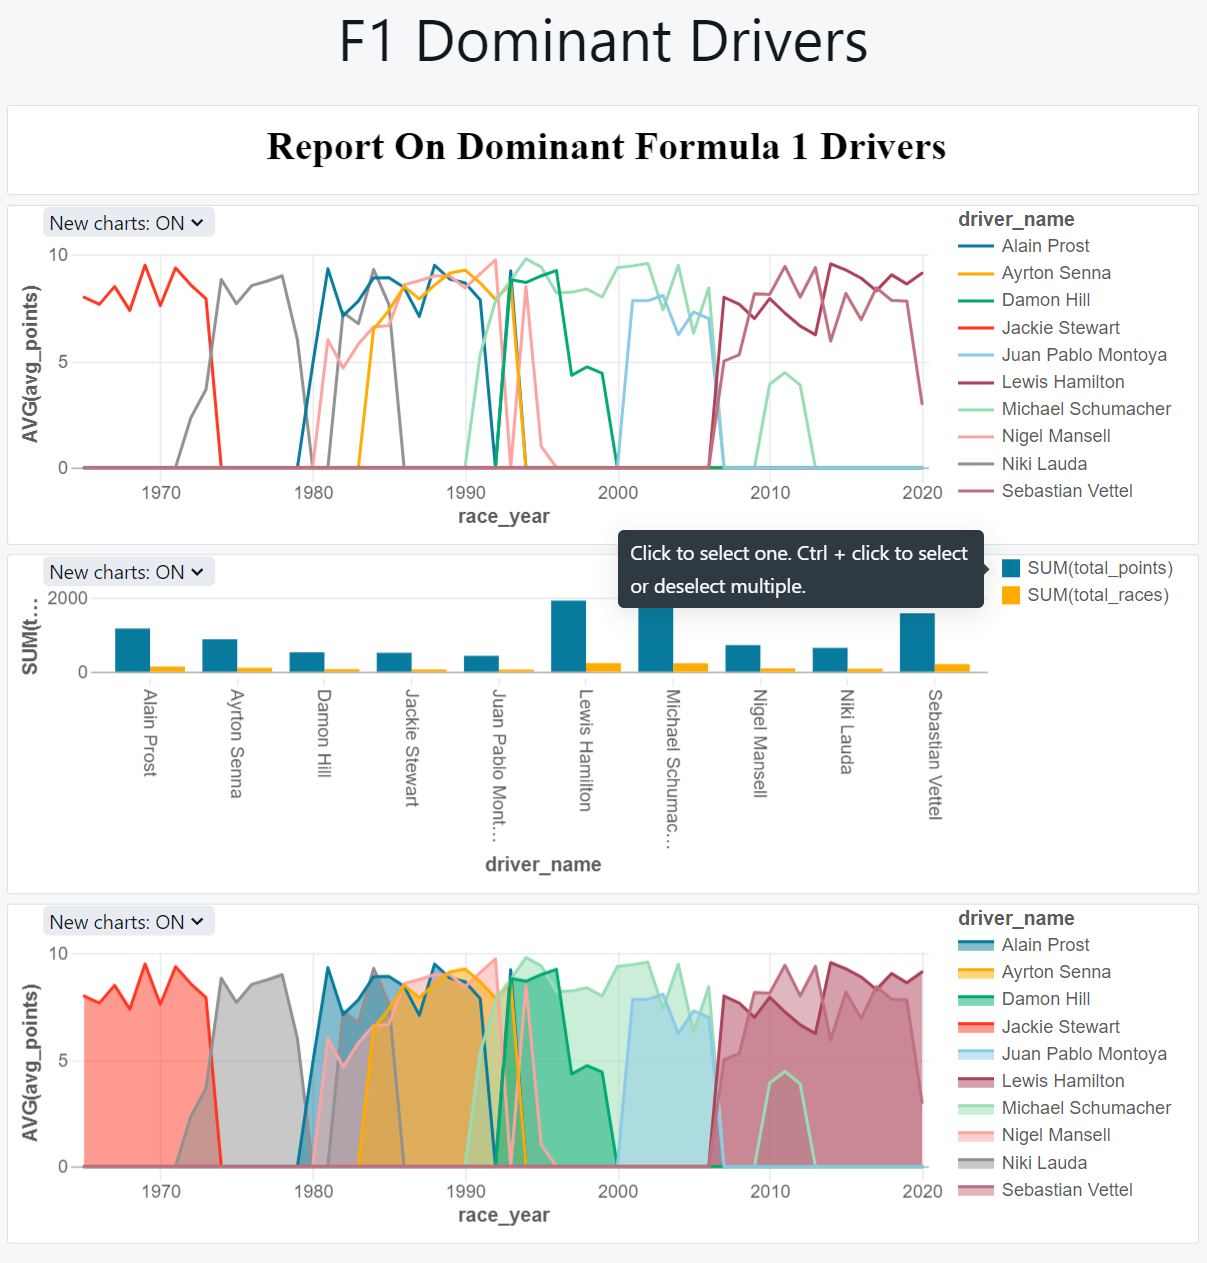 F1 Dominant Drivers
Report On Dominant Formula 1 Drivers
New charts: ON
driver_name
Alain Prost
Ayrton Senna
Damon Hill
Jackie Stewart
Juan Pablo Montoya
Lewis Hamilton
Michael Schumacher
Nigel Mansell
Niki Lauda
Sebastian Vettel
AVG(avg_points)
10
5
0
1970
1980
1990
2000
2010
2020
race_year
New charts: ON
Click to select one. Ctrl + click to select
or deselect multiple.
SUM(total_points)
SUM(total_races)
SUM(t…
2000
0
Alain Prost
Ayrton Senna
Damon Hill
Jackie Stewart
Juan Pablo Mont…
Lewis Hamilton
Michael Schumac…
Nigel Mansell
Niki Lauda
Sebastian Vettel
driver_name
New charts: ON
driver_name
Alain Prost
Ayrton Senna
Damon Hill
Jackie Stewart
Juan Pablo Montoya
Lewis Hamilton
Michael Schumacher
Nigel Mansell
Niki Lauda
Sebastian Vettel
AVG(avg_points)
10
5
0
1970
1980
1990
2000
2010
2020
race_year